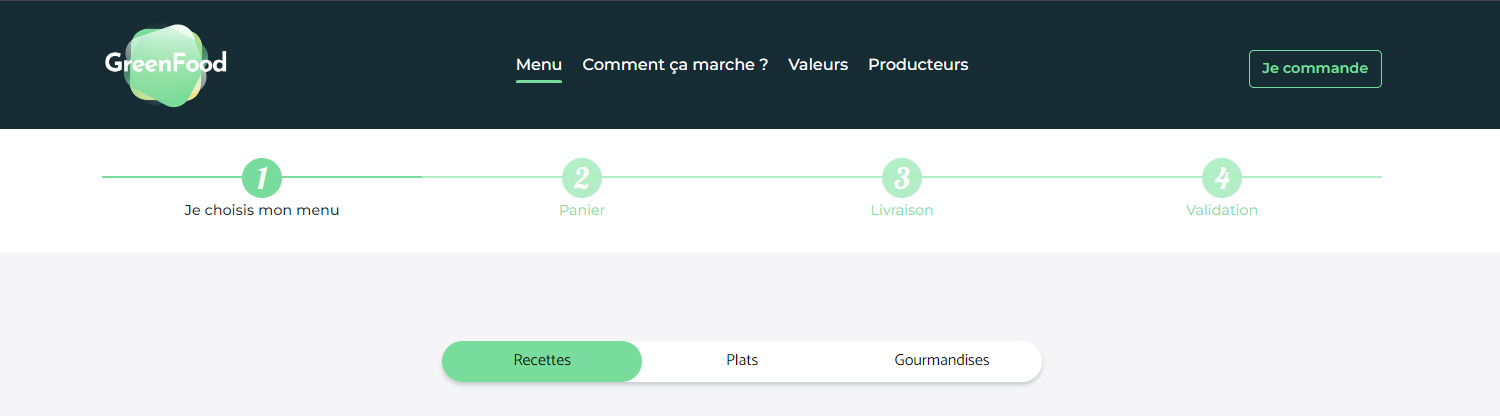 GreenFood
Menu Comment ça marche ? Valeurs Producteurs
Je commande
1 2 3 4
Je choisis mon menu Panier Livraison Validation
Recettes Plats Gourmandises